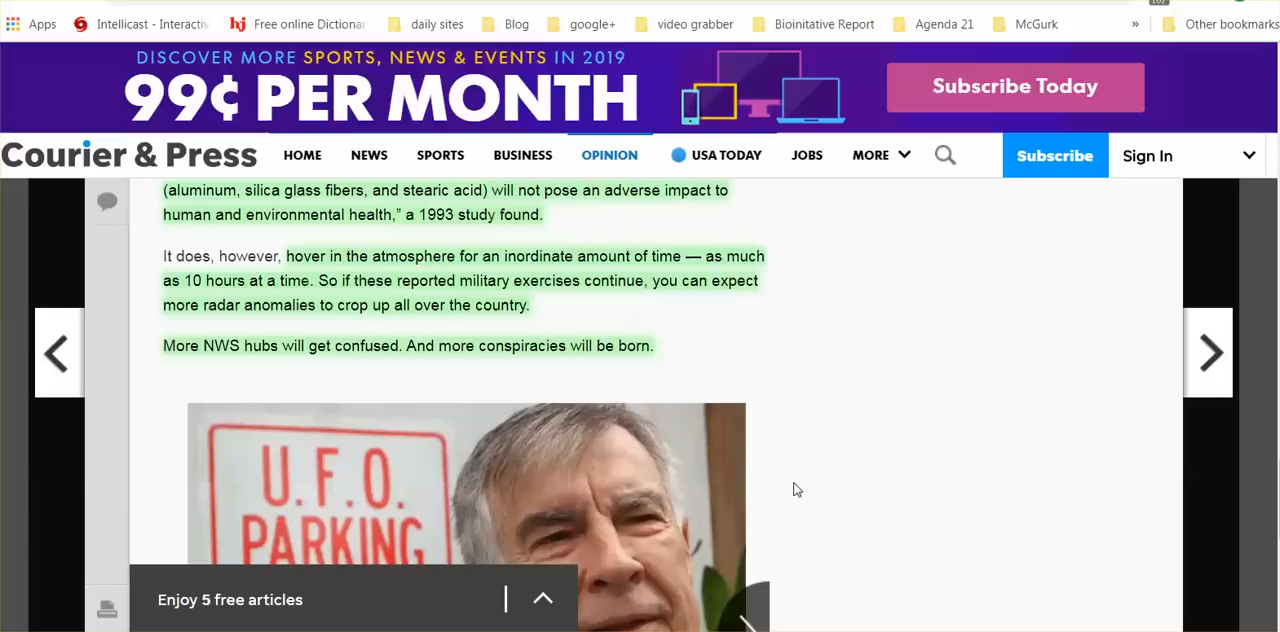 102
Apps
Intellicast - Interactiv
hj Free online Dictionar
daily sites
Blog
google+
video grabber
Bioinitative Report
Agenda 21
McGurk
»
Other bookmarks
DISCOVER MORE SPORTS, NEWS & EVENTS IN 2019
99¢ PER MONTH
Subscribe Today
Courier & Press
HOME
NEWS
SPORTS
BUSINESS
OPINION
USA TODAY
JOBS
MORE
Subscribe
Sign In
(aluminum, silica glass fibers, and stearic acid) will not pose an adverse impact to
human and environmental health,” a 1993 study found.
It does, however, hover in the atmosphere for an inordinate amount of time — as much
as 10 hours at a time. So if these reported military exercises continue, you can expect
more radar anomalies to crop up all over the country.
More NWS hubs will get confused. And more conspiracies will be born.
U.F.O.
PARKING
Enjoy 5 free articles